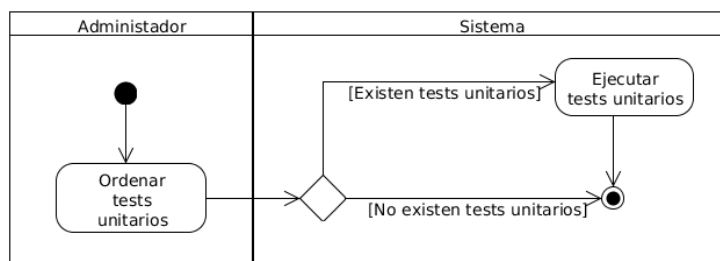 Administador
Sistema
Ejecutar
tests unitarios
[Existen tests unitarios]
Ordenar
tests
unitarios
[No existen tests unitarios]